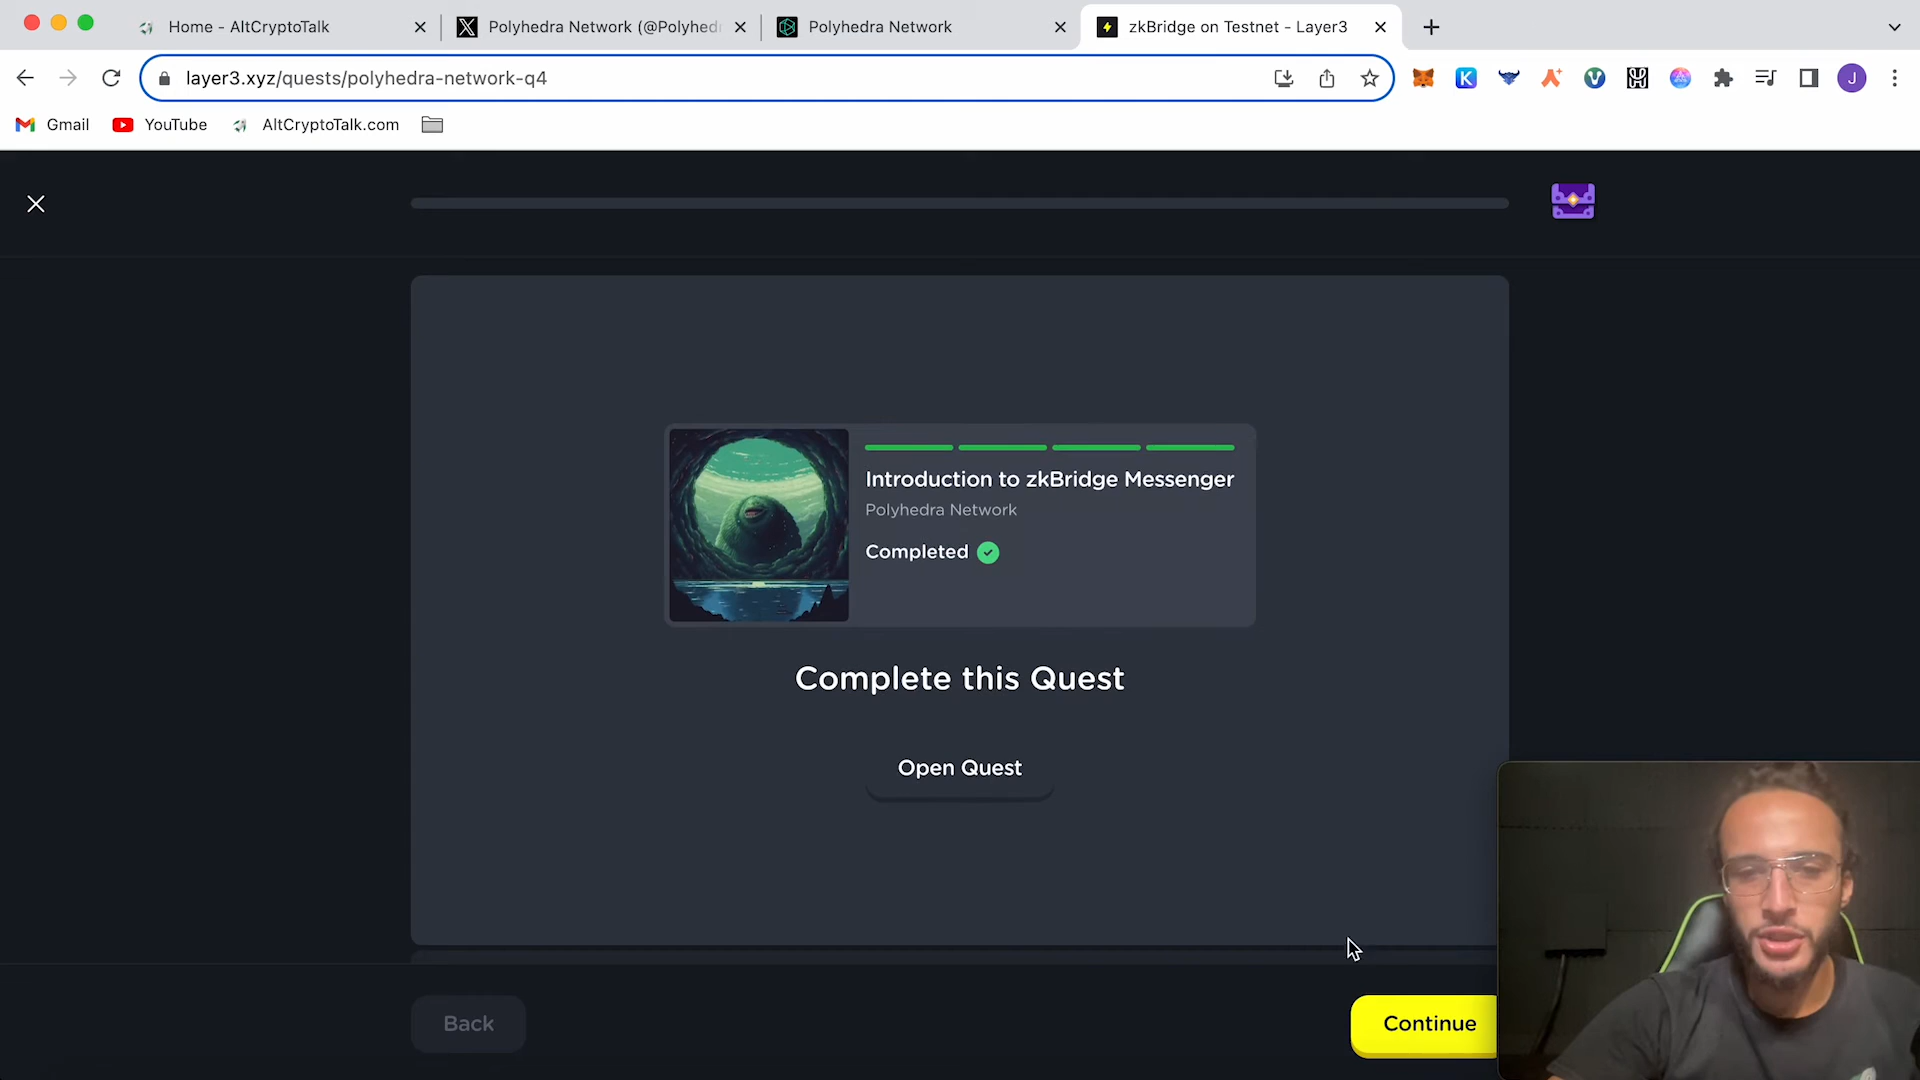 Home - AltCryptoTalk
Polyhedra Network (@Polyhed
Polyhedra Network
zkBridge on Testnet - Layer3
layer3.xyz/quests/polyhedra-network-q4
J
Gmail
YouTube
AltCryptoTalk.com
Introduction to zkBridge Messenger
Polyhedra Network
Completed
Complete this Quest
Open Quest
Back
Continue